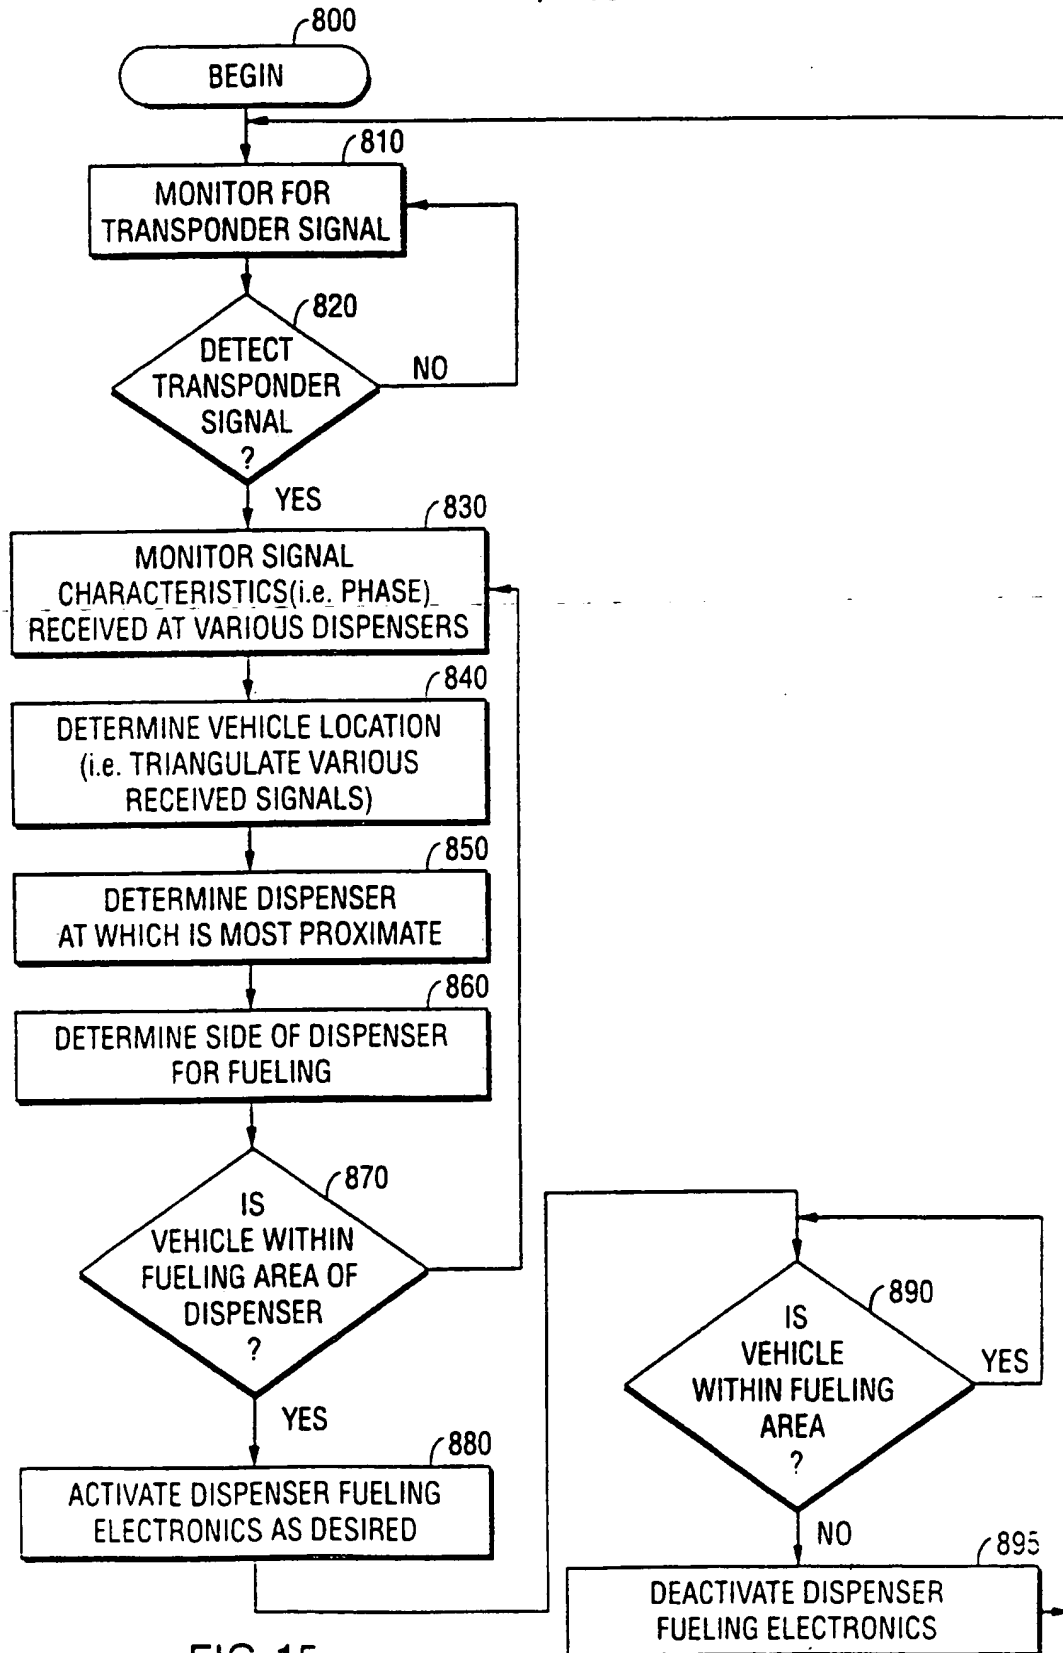 800
BEGIN
810
MONITOR FOR
TRANSPONDER SIGNAL
820
DETECT
TRANSPONDER
SIGNAL
?
NO
YES
830
MONITOR SIGNAL
CHARACTERISTICS(i.e. PHASE)
RECEIVED AT VARIOUS DISPENSERS
840
DETERMINE VEHICLE LOCATION
(i.e. TRIANGULATE VARIOUS
RECEIVED SIGNALS)
850
DETERMINE DISPENSER
AT WHICH IS MOST PROXIMATE
860
DETERMINE SIDE OF DISPENSER
FOR FUELING
870
IS
VEHICLE WITHIN
FUELING AREA OF
DISPENSER
?
YES
880
ACTIVATE DISPENSER FUELING
ELECTRONICS AS DESIRED
890
IS
VEHICLE
WITHIN FUELING
AREA
?
YES
NO
895
DEACTIVATE DISPENSER
FUELING ELECTRONICS